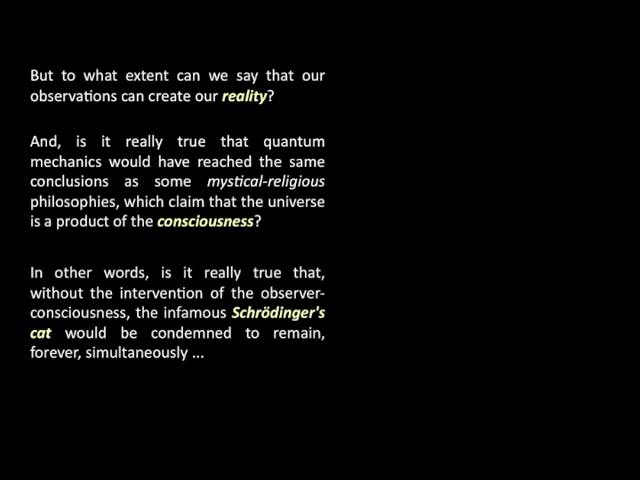 But to what extent can we say that our
observations can create our reality?
And, is it really true that quantum
mechanics would have reached the same
conclusions as some mystical-religious
philosophies, which claim that the universe
is a product of the consciousness?
In other words, is it really true that,
without the intervention of the observer-
consciousness, the infamous Schrödinger's
cat would be condemned to remain,
forever, simultaneously ...